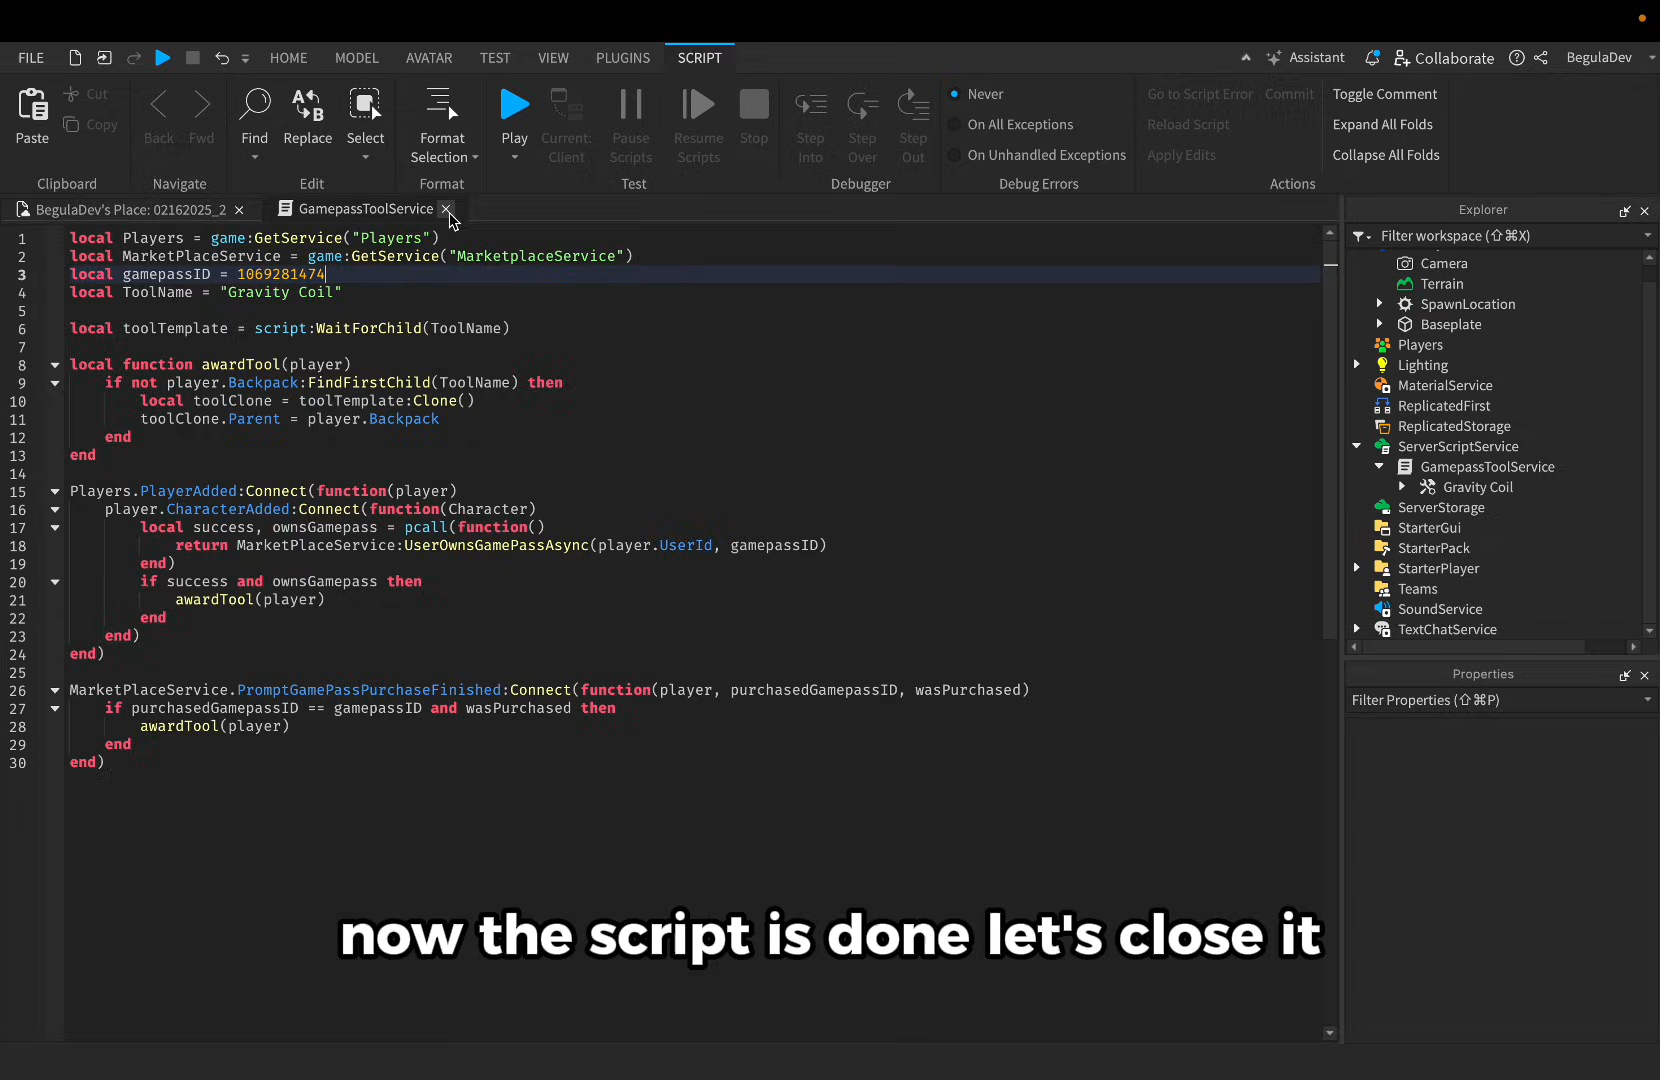 FILE HOME MODEL AVATAR TEST VIEW PLUGINS SCRIPT Assistant Collaborate BegulaDev
Paste Cut Copy Back Fwd Find Replace Select Format Selection Play Current: Client Pause Scripts Resume Scripts Stop Step Into Step Over Step Out
Never
On All Exceptions
On Unhandled Exceptions
Go to Script Error Commit
Reload Script
Apply Edits
Toggle Comment
Expand All Folds
Collapse All Folds
Clipboard Navigate Edit Format Test Debugger Debug Errors Actions
BegulaDev's Place: 02162025_2 GamepassToolService
1 local Players = game:GetService("Players")
2 local MarketPlaceService = game:GetService("MarketplaceService")
3 local gamepassID = 1069281474
4 local ToolName = "Gravity Coil"
5
6 local toolTemplate = script:WaitForChild(ToolName)
7
8 local function awardTool(player)
9 if not player.Backpack:FindFirstChild(ToolName) then
10 local toolClone = toolTemplate:Clone()
11 toolClone.Parent = player.Backpack
12 end
13 end
14
15 Players.PlayerAdded:Connect(function(player)
16 player.CharacterAdded:Connect(function(Character)
17 local success, ownsGamepass = pcall(function()
18 return MarketPlaceService:UserOwnsGamePassAsync(player.UserId, gamepassID)
19 end)
20 if success and ownsGamepass then
21 awardTool(player)
22 end
23 end)
24 end)
25
26 MarketPlaceService.PromptGamePassPurchaseFinished:Connect(function(player, purchasedGamepassID, wasPurchased)
27 if purchasedGamepassID == gamepassID and wasPurchased then
28 awardTool(player)
29 end
30 end)
Explorer
Filter workspace (⇧⌘X)
Camera
Terrain
SpawnLocation
Baseplate
Players
Lighting
MaterialService
ReplicatedFirst
ReplicatedStorage
ServerScriptService
GamepassToolService
Gravity Coil
ServerStorage
StarterGui
StarterPack
StarterPlayer
Teams
SoundService
TextChatService
Properties
Filter Properties (⇧⌘P)
now the script is done let's close it